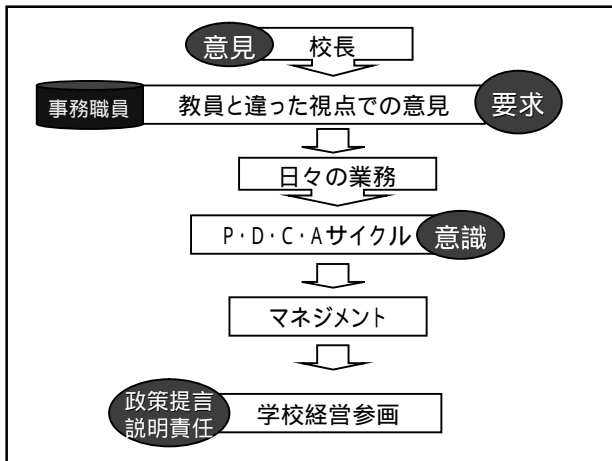 意見
校長
事務職員
教員と違った視点での意見
要求
日々の業務
P・D・C・Aサイクル
意識
マネジメント
政策提言
説明責任
学校経営参画